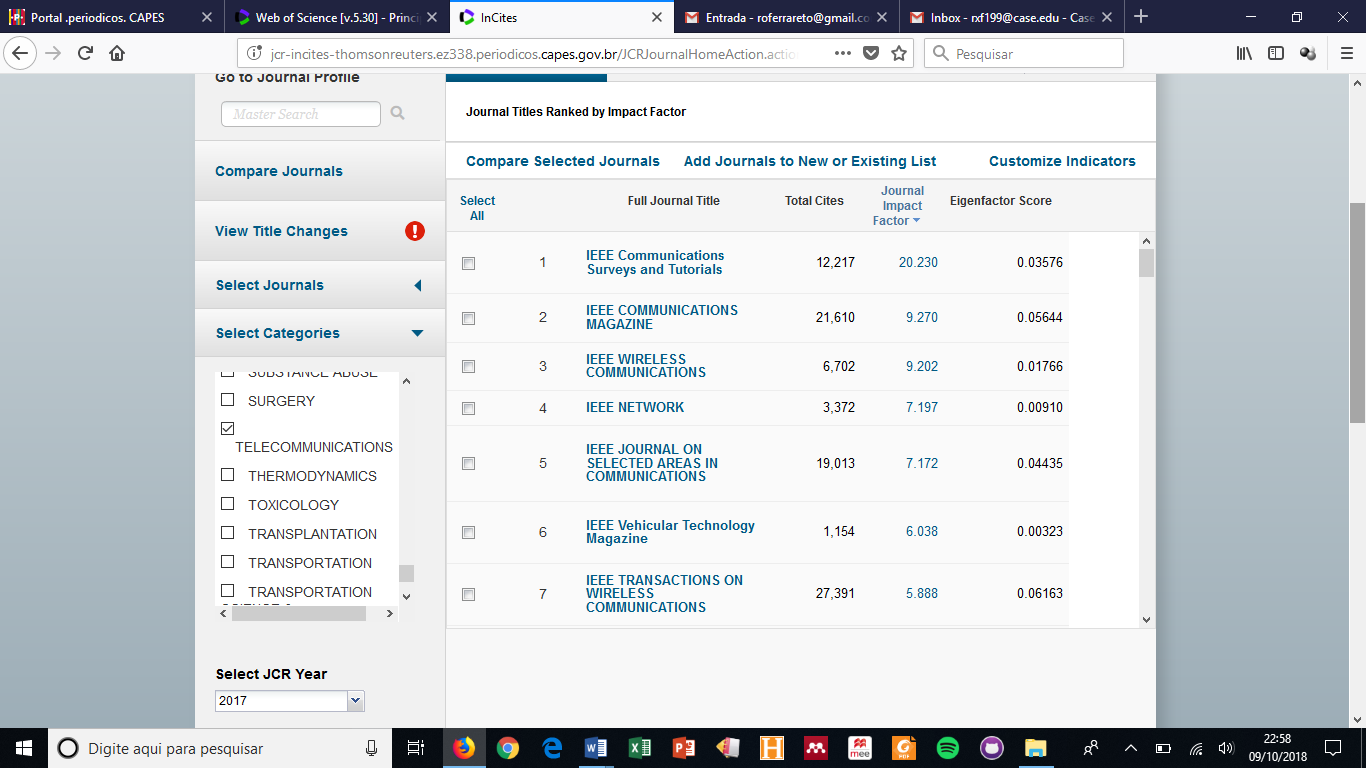 Portal .periodicos. CAPES
Web of Science [v.5.30] - Princi
InCites
Entrada - roferrareto@gmail.co
Inbox - rxf199@case.edu - Case
jcr-incites-thomsonreuters.ez338.periodicos.capes.gov.br/JCRJournalHomeAction.actio
Pesquisar
Go to Journal Profile
Master Search
Compare Journals
View Title Changes
Select Journals
Select Categories
SUBSTANCE ABUSE
SURGERY
TELECOMMUNICATIONS
THERMODYNAMICS
TOXICOLOGY
TRANSPLANTATION
TRANSPORTATION
TRANSPORTATION
Select JCR Year
2017
Journal Titles Ranked by Impact Factor
Compare Selected Journals Add Journals to New or Existing List Customize Indicators
Select All Full Journal Title Total Cites Journal Impact Factor Eigenfactor Score
1 IEEE Communications Surveys and Tutorials 12,217 20.230 0.03576
2 IEEE COMMUNICATIONS MAGAZINE 21,610 9.270 0.05644
3 IEEE WIRELESS COMMUNICATIONS 6,702 9.202 0.01766
4 IEEE NETWORK 3,372 7.197 0.00910
5 IEEE JOURNAL ON SELECTED AREAS IN COMMUNICATIONS 19,013 7.172 0.04435
6 IEEE Vehicular Technology Magazine 1,154 6.038 0.00323
7 IEEE TRANSACTIONS ON WIRELESS COMMUNICATIONS 27,391 5.888 0.06163
Digite aqui para pesquisar
22:58
09/10/2018